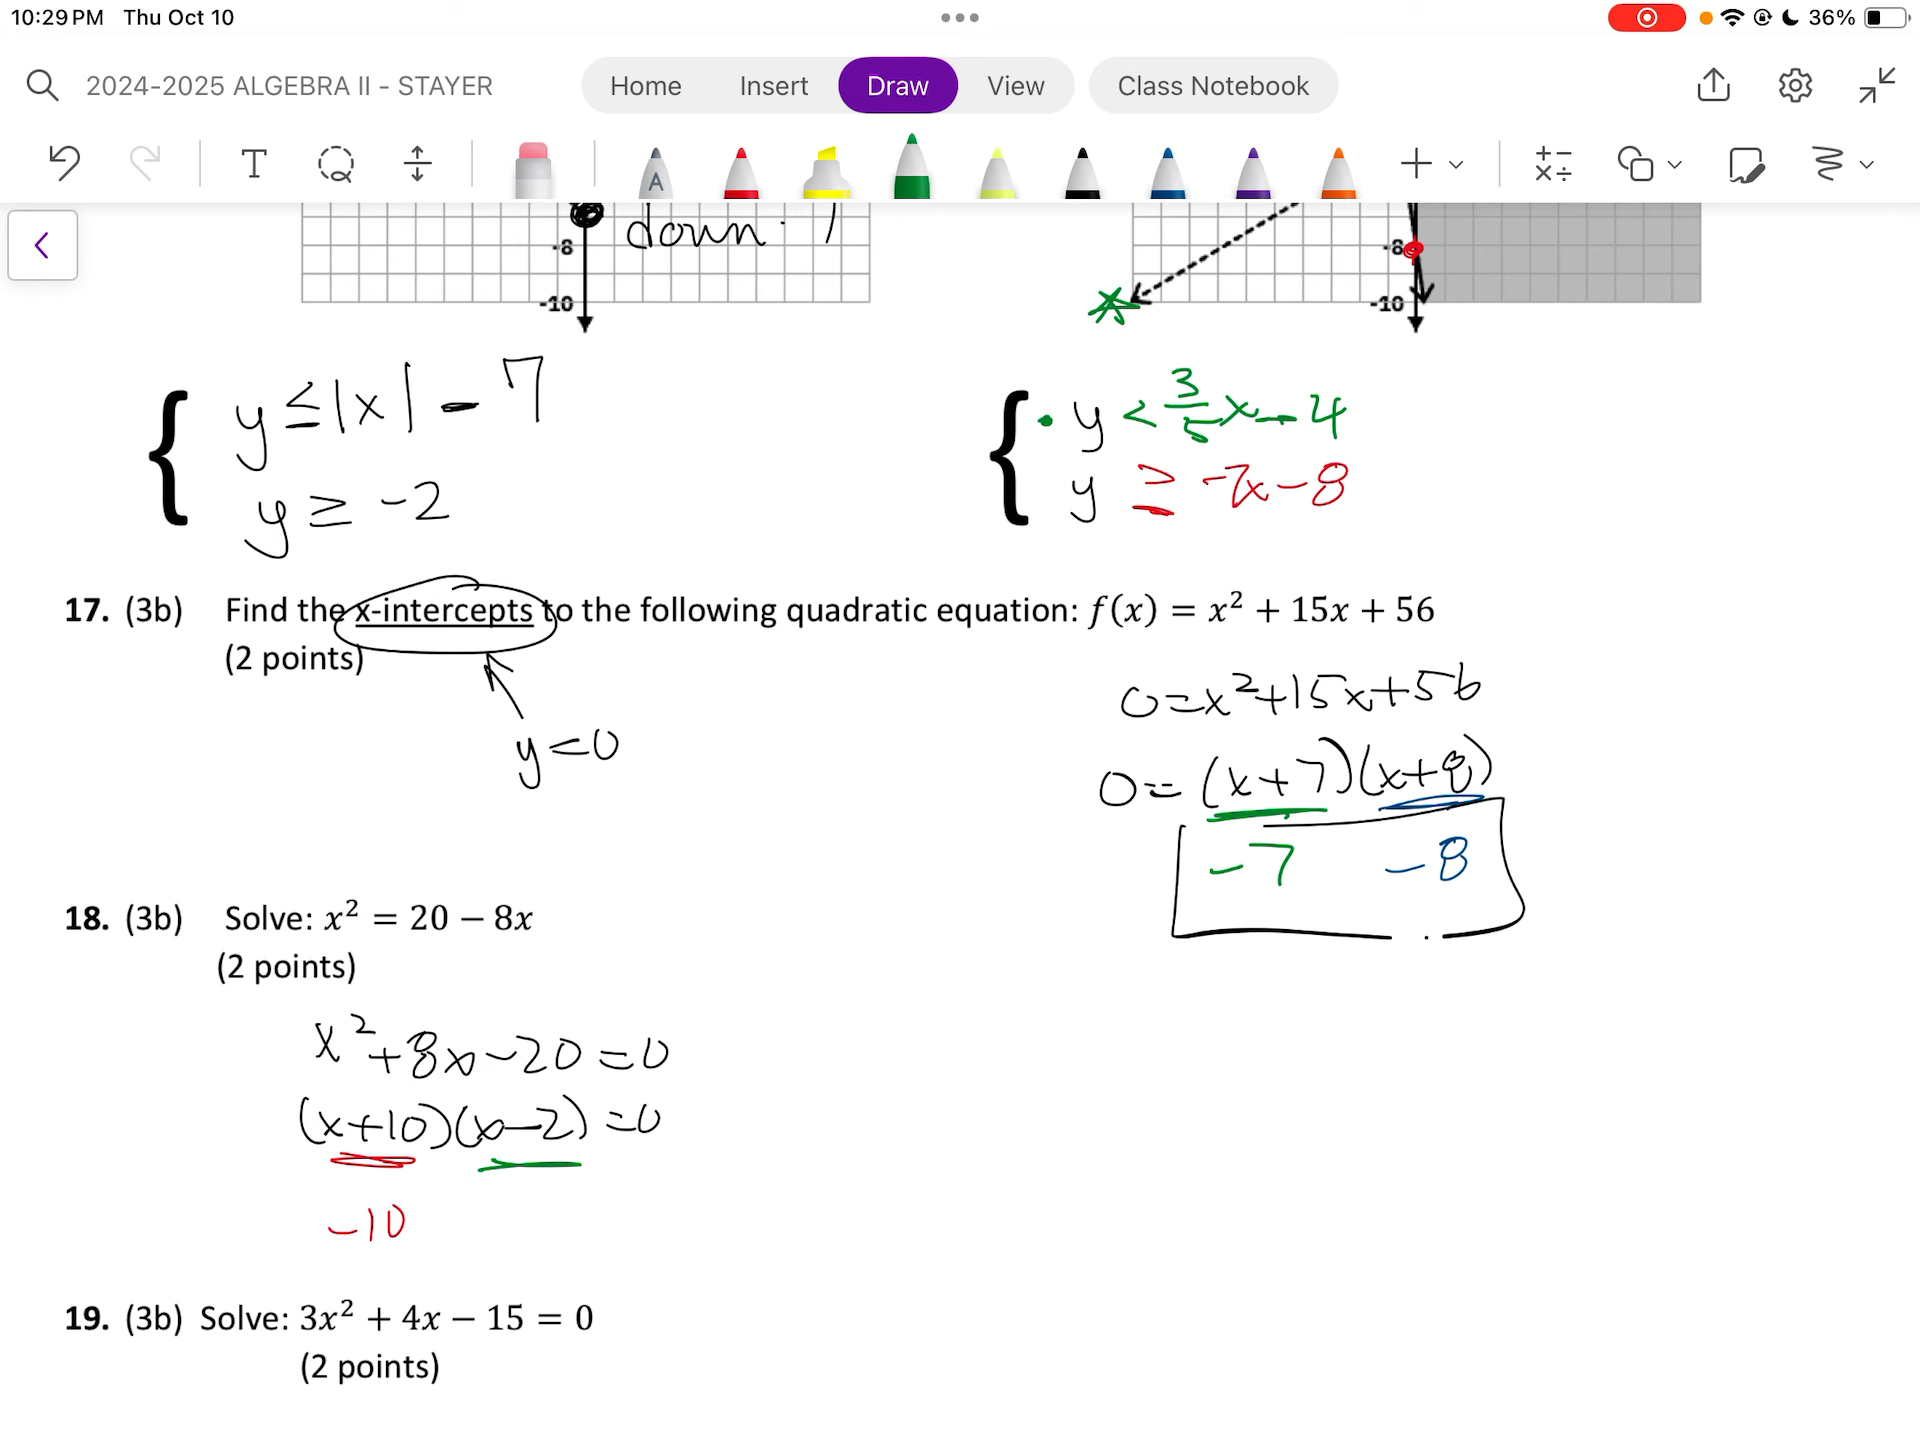 10:29 PM Thu Oct 10
36%
2024-2025 ALGEBRA II - STAYER
Home Insert Draw View Class Notebook
T A
down 7
-8
-10
-8
-10
{ y ≤ |x| - 7
y ≥ -2
{ • y < 3/5 x - 4
y ≥ -7x - 8
17. (3b) Find the x-intercepts to the following quadratic equation: f(x) = x² + 15x + 56
(2 points)
y = 0
0 = x² + 15x + 56
0 = (x+7)(x+8)
-7 -8
18. (3b) Solve: x² = 20 − 8x
(2 points)
x² + 8x - 20 = 0
(x+10)(x-2) = 0
-10
19. (3b) Solve: 3x² + 4x − 15 = 0
(2 points)